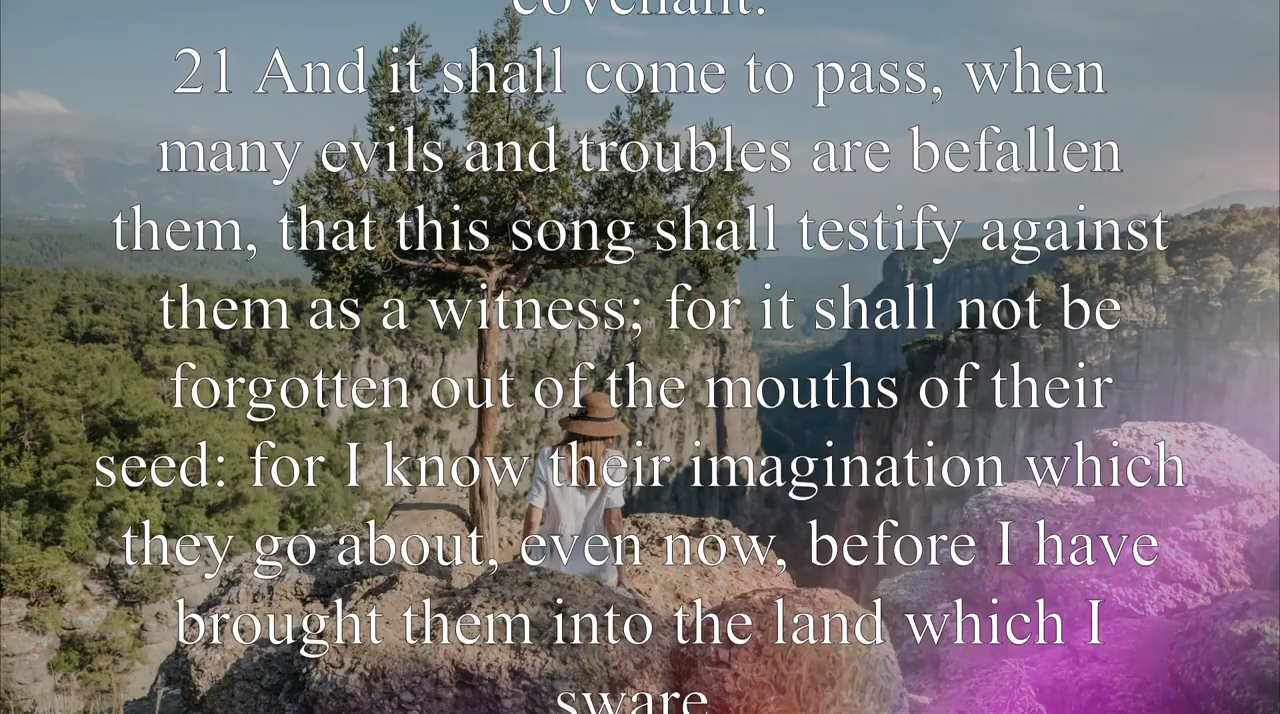 covenant.
21 And it shall come to pass, when
many evils and troubles are befallen
them, that this song shall testify against
them as a witness; for it shall not be
forgotten out of the mouths of their
seed: for I know their imagination which
they go about, even now, before I have
brought them into the land which I
sware